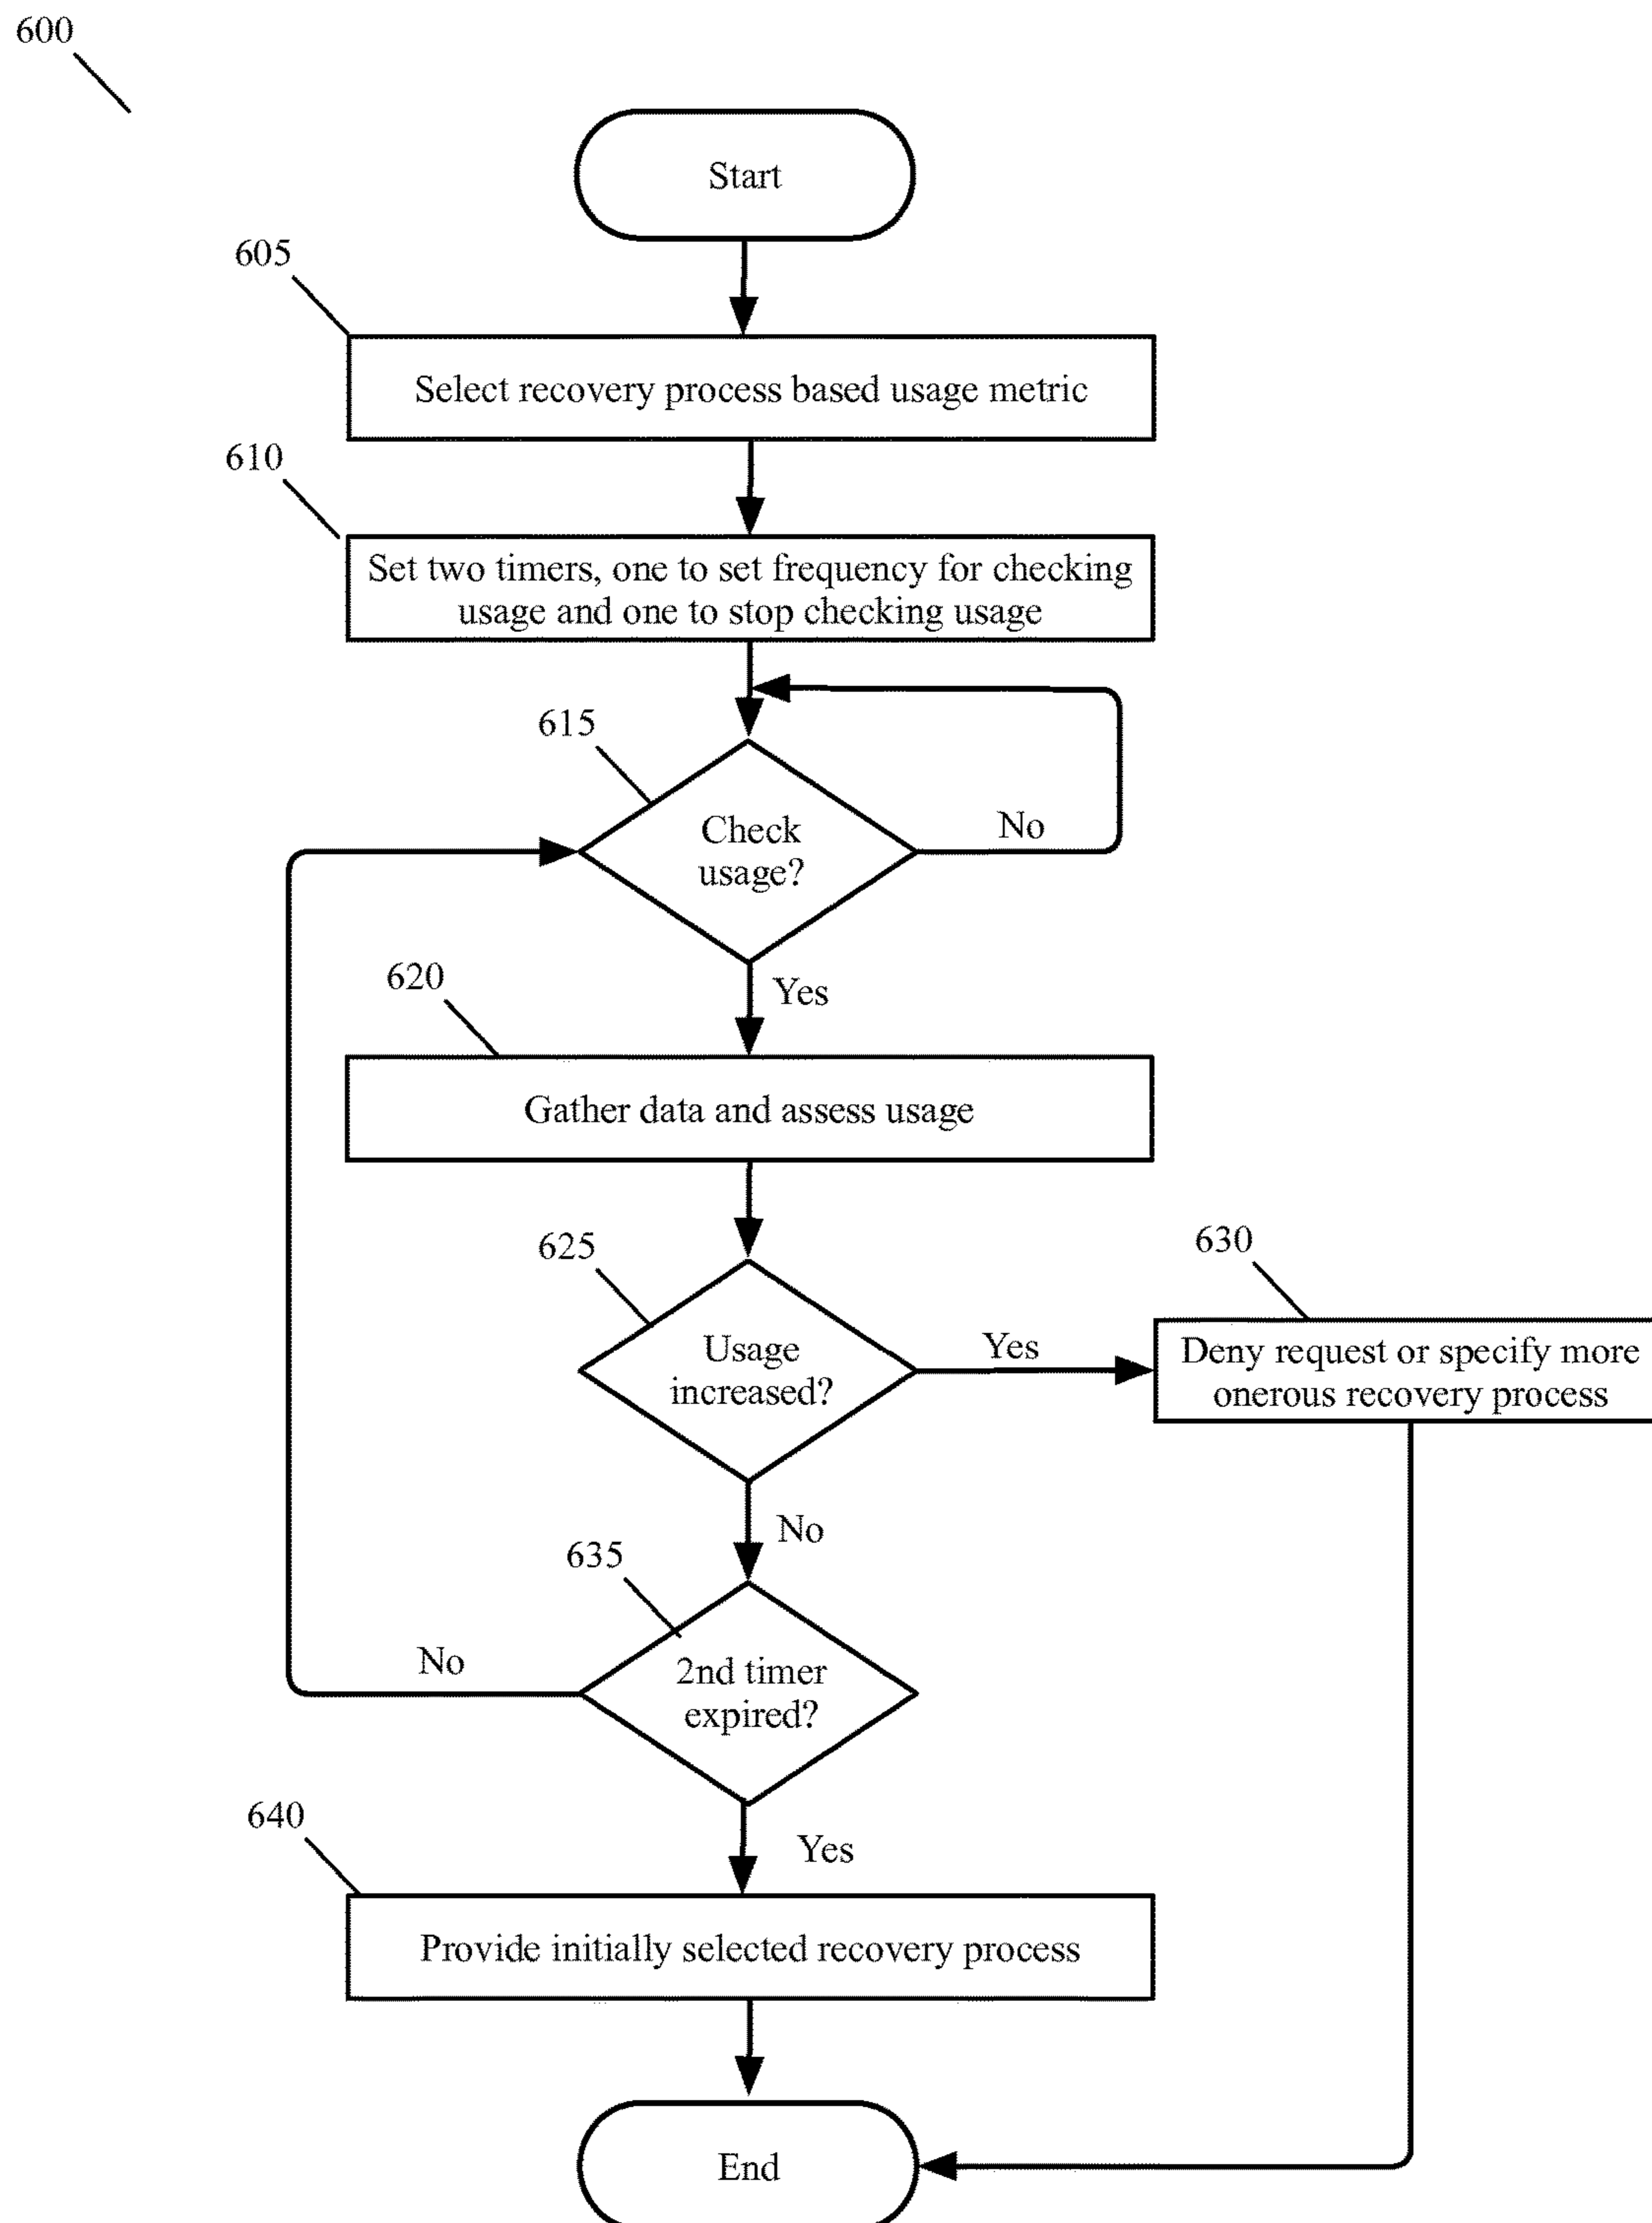 600
Start
605
Select recovery process based usage metric
610
Set two timers, one to set frequency for checking
usage and one to stop checking usage
615
Check
usage?
No
Yes
620
Gather data and assess usage
625
Usage
increased?
Yes
630
Deny request or specify more
onerous recovery process
No
635
2nd timer
expired?
No
Yes
640
Provide initially selected recovery process
End